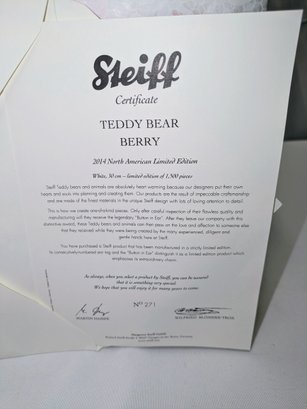 Steiff
Certificate
TEDDY BEAR
BERRY
2014 North American Limited Edition
White, 30 cm – limited edition of 1,500 pieces
Steiff Teddy bears and animals are absolutely heart warming because our designers put their own
hearts and souls into planning and creating them. Our products are the result of impeccable craftsmanship
and are made of the finest materials in the unique Steiff design with lots of loving attention to detail.
This is how we create one-of-a-kind pieces. Only after careful inspection of their flawless quality and
manufacturing will they receive the legendary "Button in Ear". After they leave our company with this
distinctive reward, these Teddy bears and animals can then pass on the love and affection to someone else
that they received while they were being created by the many experienced, diligent and
gentle hands here at Steiff.
You have purchased a Steiff product that has been manufactured in a strictly limited edition.
Its consecutively-numbered ear tag and the "Button in Ear" distinguish it as a limited edition product which
emphasizes its extraordinary charm.
As always, when you select a product by Steiff, you can be assured
that it is something very special.
We hope that you will enjoy it for many years to come.
Nº 271
MARTIN HAMPE
Margarete Steiff GmbH